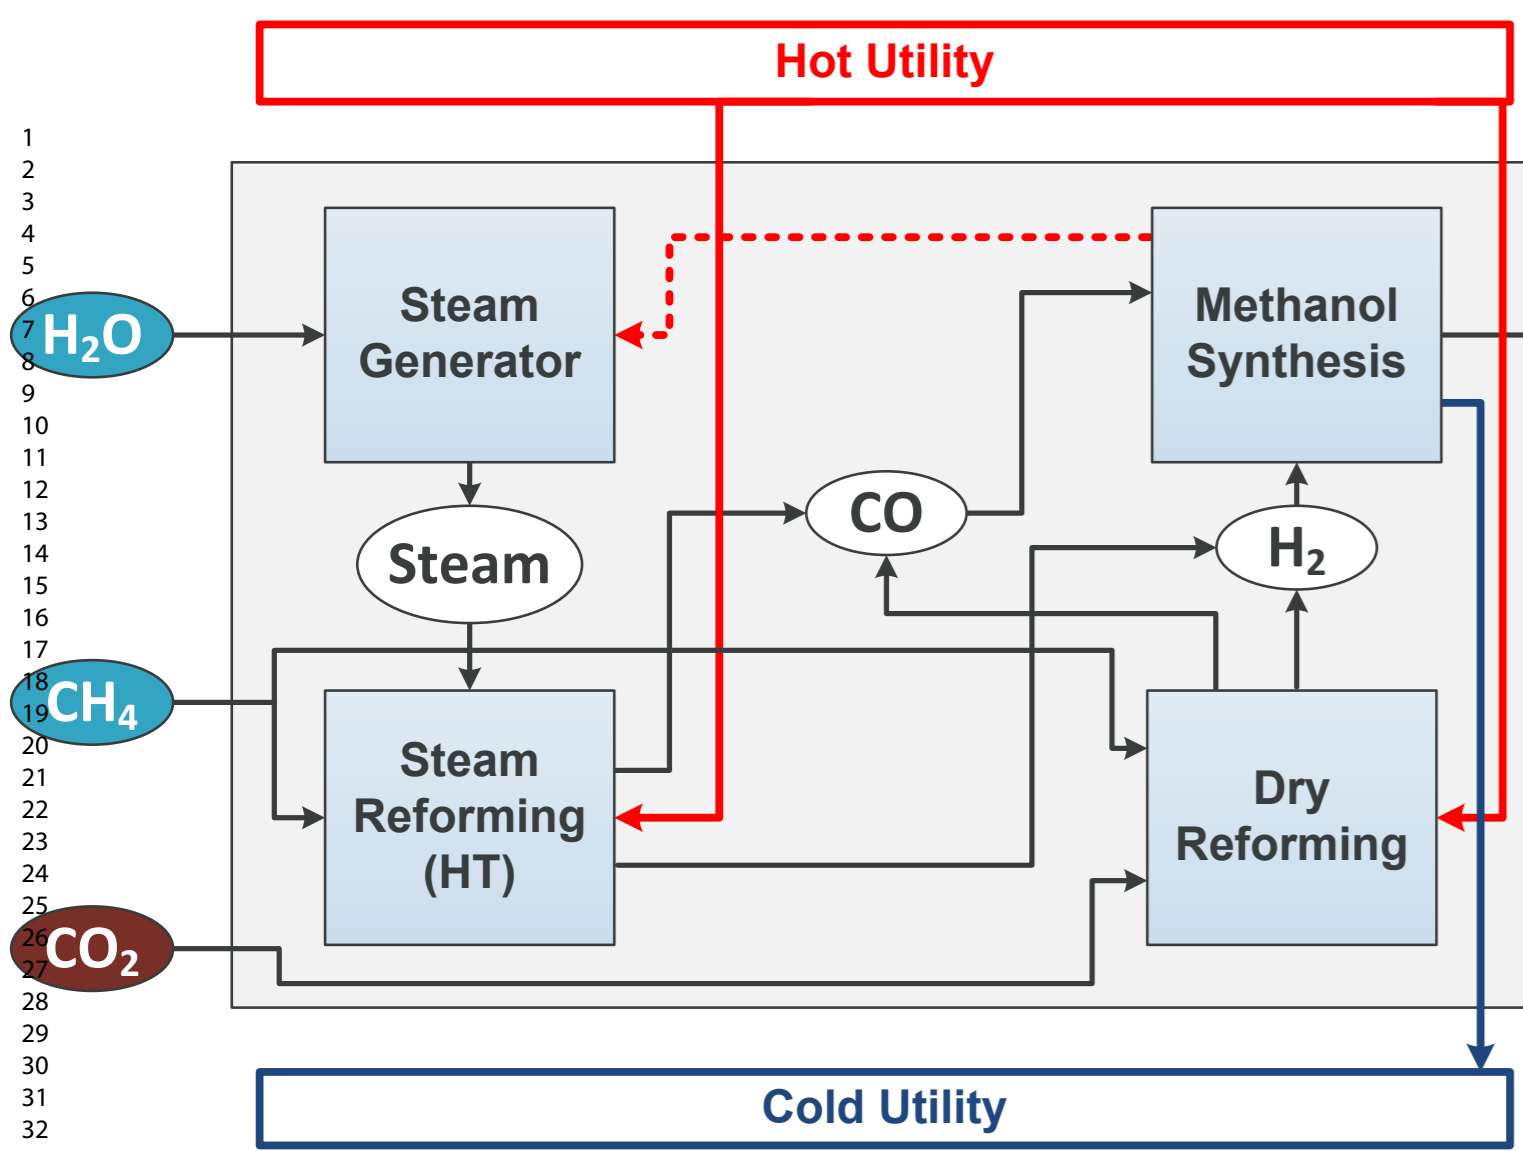 Hot Utility
1
2
3
4
5
6
7
8
9
10
11
12
13
14
15
16
17
18
19
20
21
22
23
24
25
26
27
28
29
30
31
32
H₂O
Steam
Generator
Methanol
Synthesis
Steam
CO
H₂
CH₄
Steam
Reforming
(HT)
Dry
Reforming
CO₂
Cold Utility